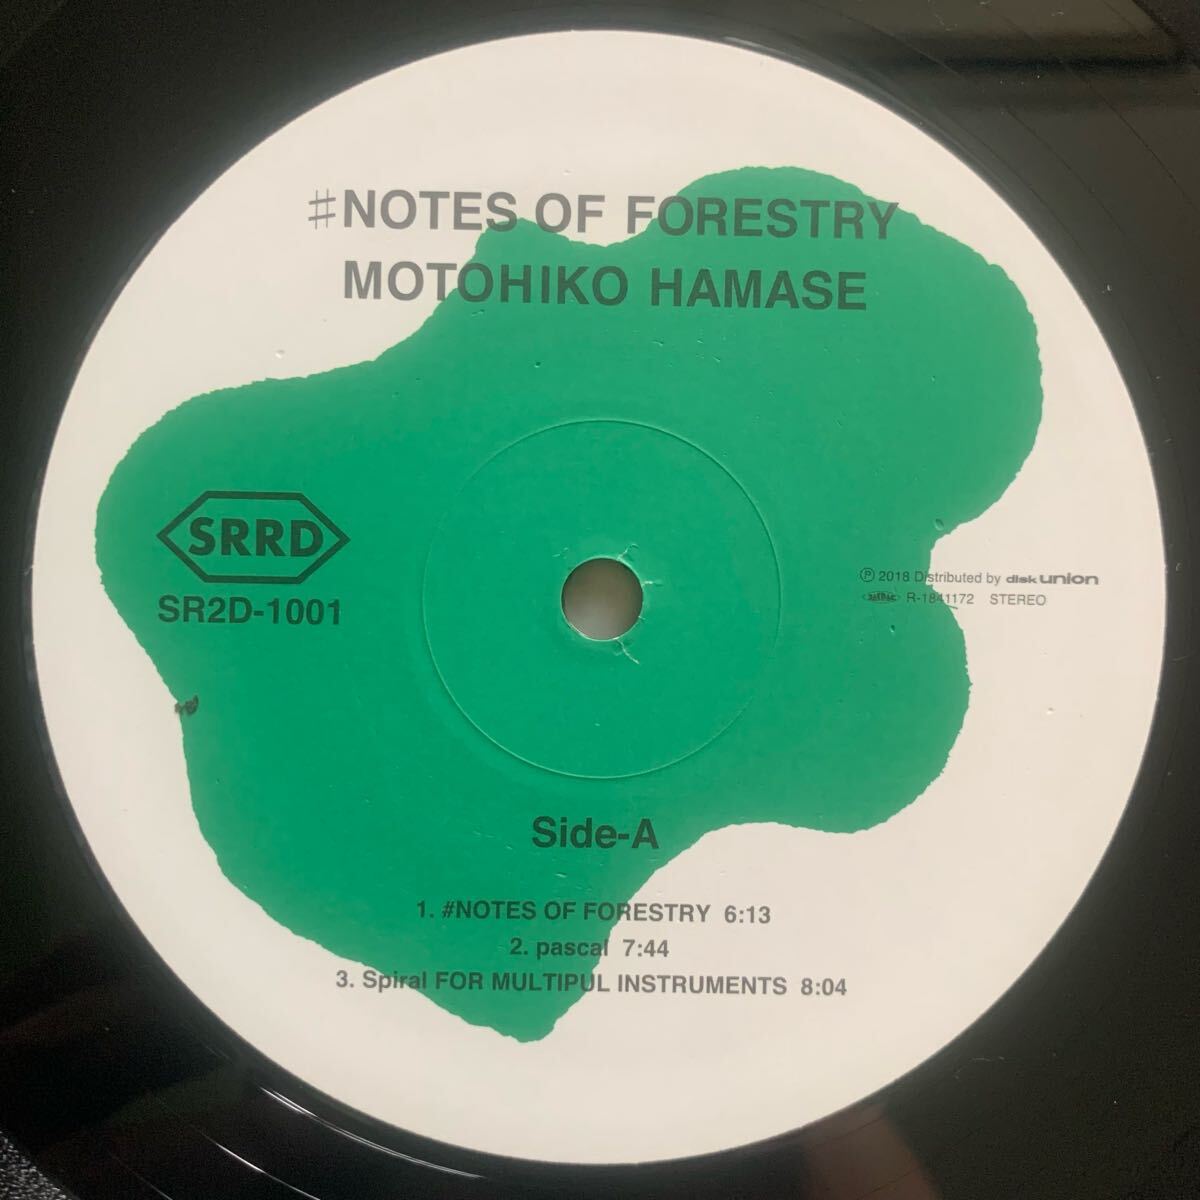 ♯NOTES OF FORESTRY
MOTOHIKO HAMASE
SRRD
SR2D-1001
Ⓟ 2018 Distributed by disk union
R-1841172 STEREO
Side-A
1. #NOTES OF FORESTRY 6:13
2. pascal 7:44
3. Spiral FOR MULTIPUL INSTRUMENTS 8:04